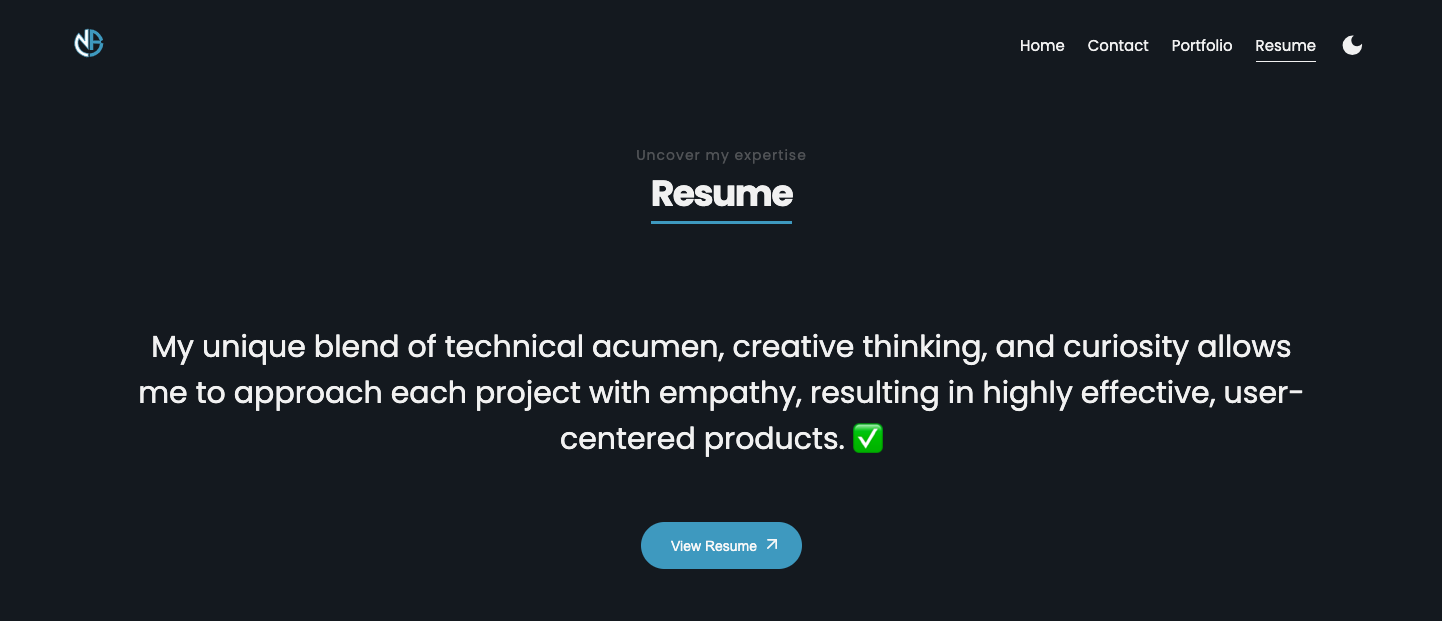 NB
Home Contact Portfolio Resume
Uncover my expertise
Resume
My unique blend of technical acumen, creative thinking, and curiosity allows
me to approach each project with empathy, resulting in highly effective, user-
centered products. ✅
View Resume